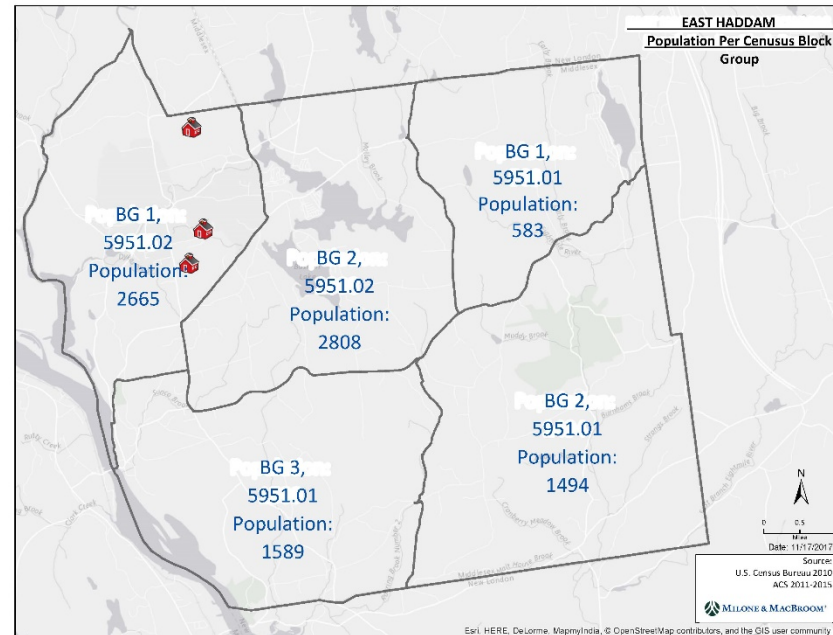 EAST HADDAM
Population Per Cenusus Block
Group
New London
Middlesex
BG 1,
5951.01
Population:
583
BG 1,
5951.02
Population:
2665
BG 2,
5951.02
Population:
2808
BG 2,
5951.01
Population:
1494
BG 3,
5951.01
Population:
1589
N
0 0.5
Miles
Date: 11/17/2017
Source:
U.S. Census Bureau 2010
ACS 2011-2015
MILONE & MACBROOM
Esri, HERE, DeLorme, MapmyIndia, © OpenStreetMap contributors, and the GIS user community